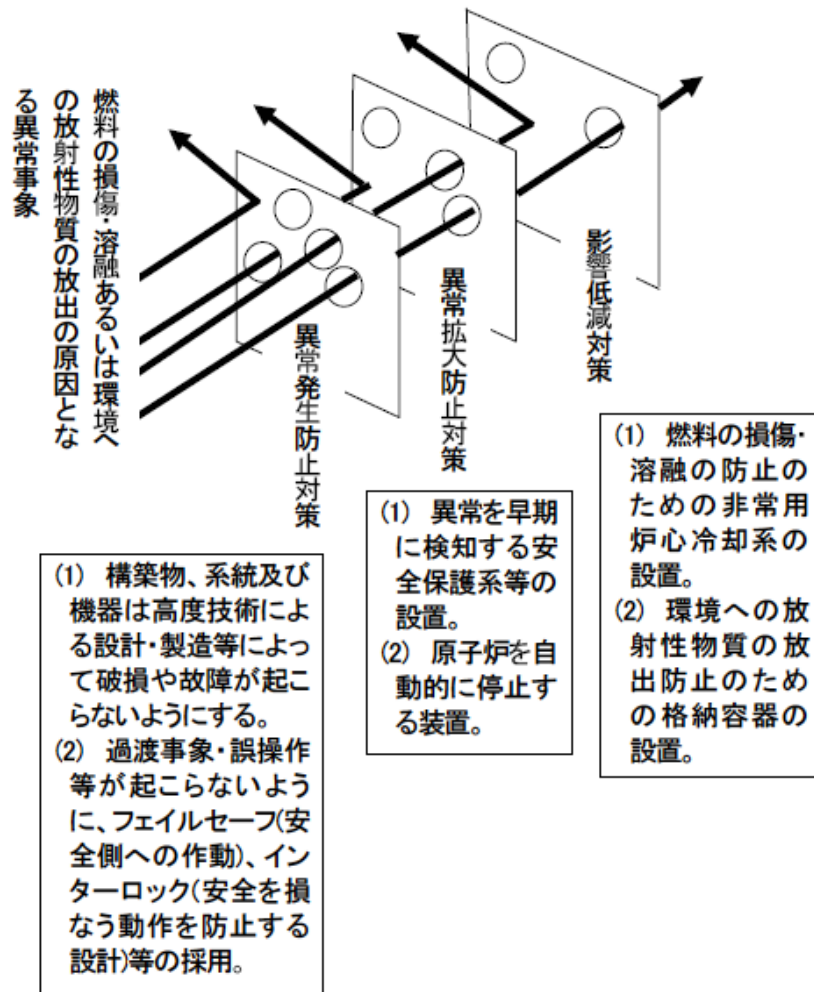 燃料の損傷・溶融あるいは環境へ
の放射性物質の放出の原因とな
る異常事象
異常発生防止対策
異常拡大防止対策
影響低減対策
(1) 構築物、系統及び
機器は高度技術によ
る設計・製造等によっ
て破損や故障が起こ
らないようにする。
(2) 過渡事象・誤操作
等が起こらないよう
に、フェイルセーフ(安
全側への作動)、イン
ターロック(安全を損
なう動作を防止する
設計)等の採用。
(1) 異常を早期
に検知する安
全保護系等の
設置。
(2) 原子炉を自
動的に停止す
る装置。
(1) 燃料の損傷・
溶融の防止の
ための非常用
炉心冷却系の
設置。
(2) 環境への放
射性物質の放
出防止のため
の格納容器の
設置。